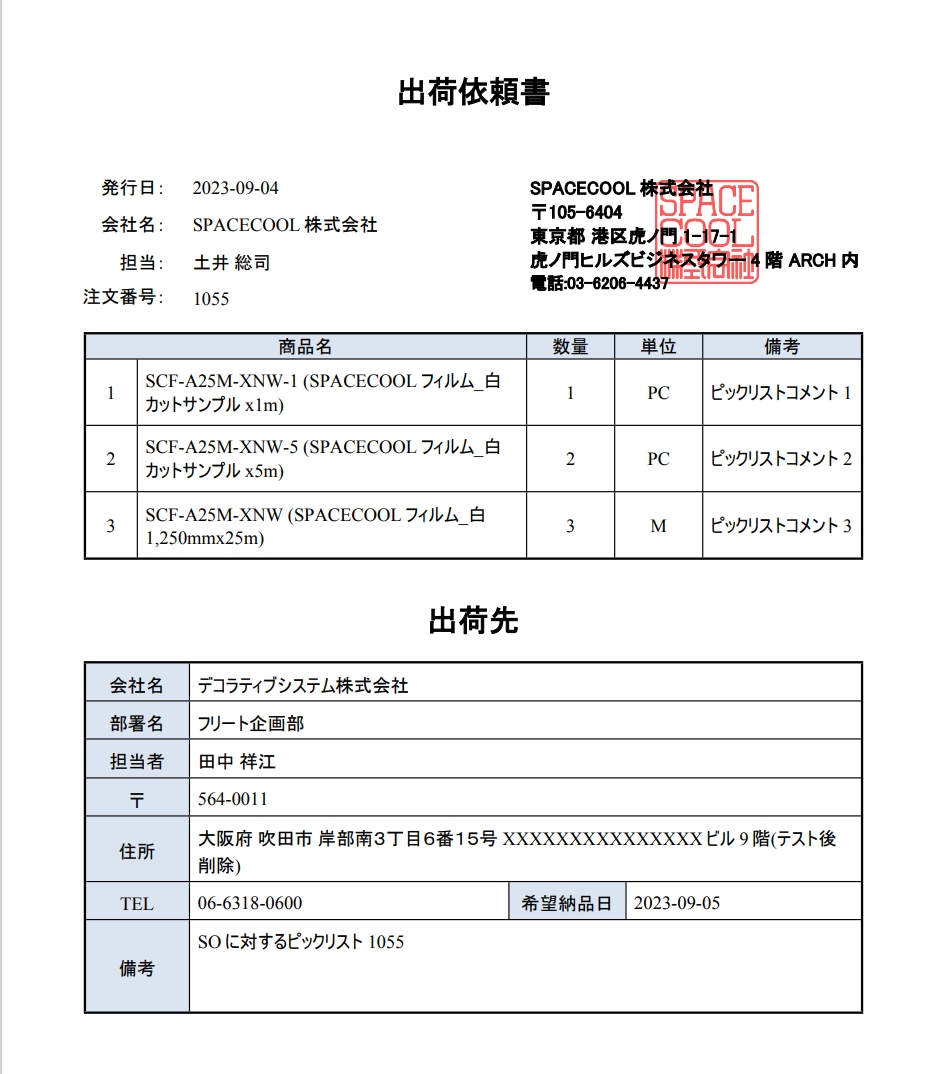 出荷依頼書
発行日: 2023-09-04
会社名: SPACECOOL 株式会社
担当: 土井 総司
注文番号: 1055
SPACECOOL 株式会社
〒105-6404
東京都 港区虎ノ門 1-17-1
虎ノ門ヒルズビジネスタワー 4 階 ARCH 内
電話:03-6206-4437
SPACE
COOL
株式会社
商品名 数量 単位 備考
1 SCF-A25M-XNW-1 (SPACECOOL フィルム_白
カットサンプル x1m) 1 PC ピックリストコメント 1
2 SCF-A25M-XNW-5 (SPACECOOL フィルム_白
カットサンプル x5m) 2 PC ピックリストコメント 2
3 SCF-A25M-XNW (SPACECOOL フィルム_白
1,250mmx25m) 3 M ピックリストコメント 3
出荷先
会社名 デコラティブシステム株式会社
部署名 フリート企画部
担当者 田中 祥江
〒 564-0011
住所 大阪府 吹田市 岸部南3丁目6番15号 XXXXXXXXXXXXXXX ビル 9 階(テスト後
削除)
TEL 06-6318-0600 希望納品日 2023-09-05
備考 SO に対するピックリスト 1055